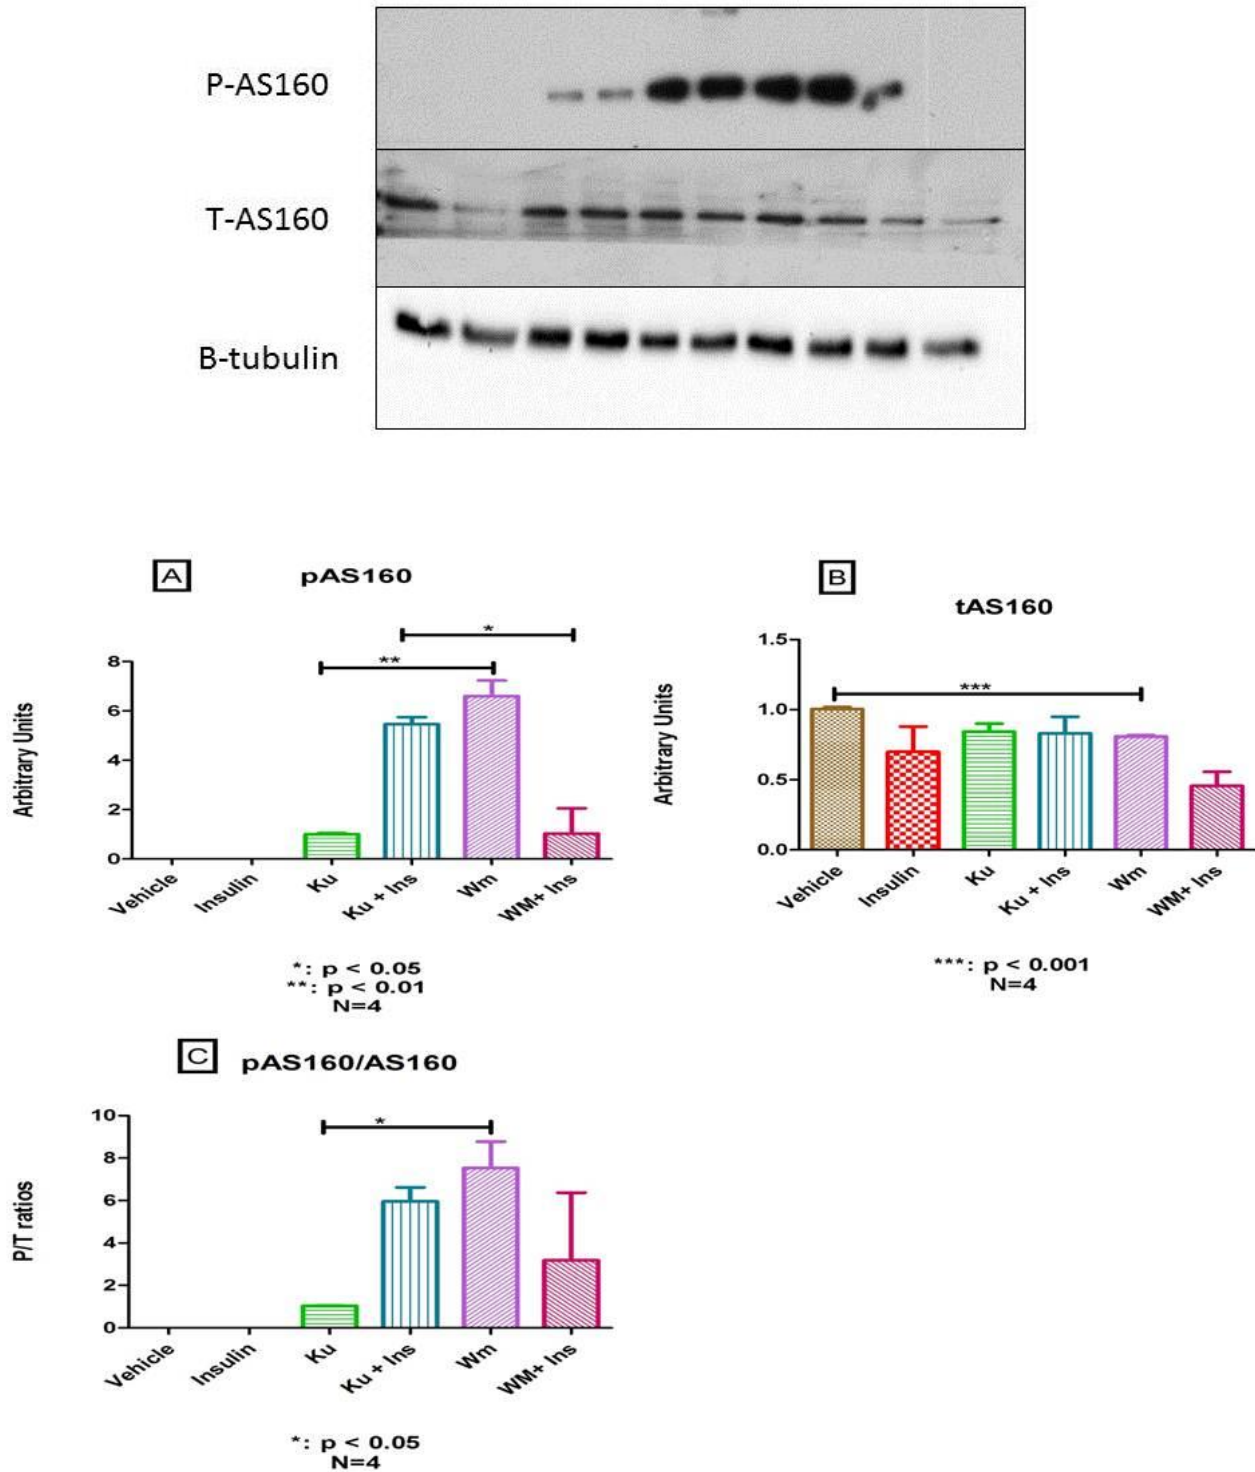 P-AS160
T-AS160
B-tubulin
A pAS160
*
**
8
6
4
2
0
Arbitrary Units
Vehicle
Insulin
Ku
Ku + Ins
Wm
WM+ Ins
*: p < 0.05
**: p < 0.01
N=4
B
tAS160
***
1.5
1.0
0.5
0.0
Arbitrary Units
Vehicle
Insulin
Ku
Ku + Ins
Wm
WM+ Ins
***: p < 0.001
N=4
C pAS160/AS160
*
10
8
6
4
2
0
P/T ratios
Vehicle
Insulin
Ku
Ku + Ins
Wm
WM+ Ins
*: p < 0.05
N=4